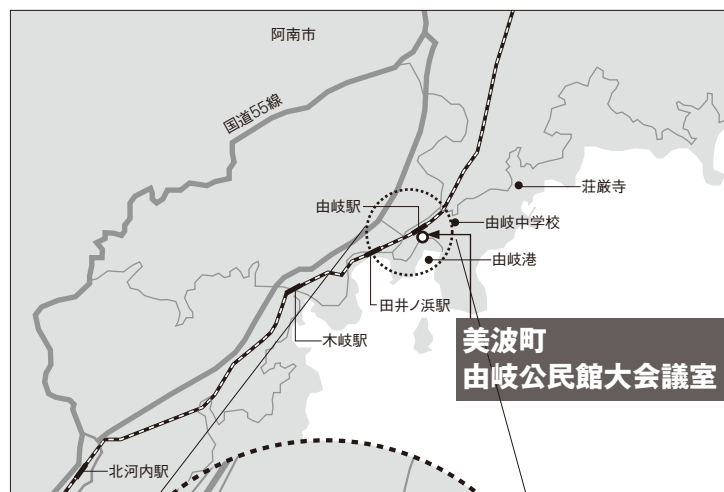 阿南市
国道55線
荘厳寺
由岐駅
由岐中学校
由岐港
田井ノ浜駅
木岐駅
美波町
由岐公民館大会議室
北河内駅